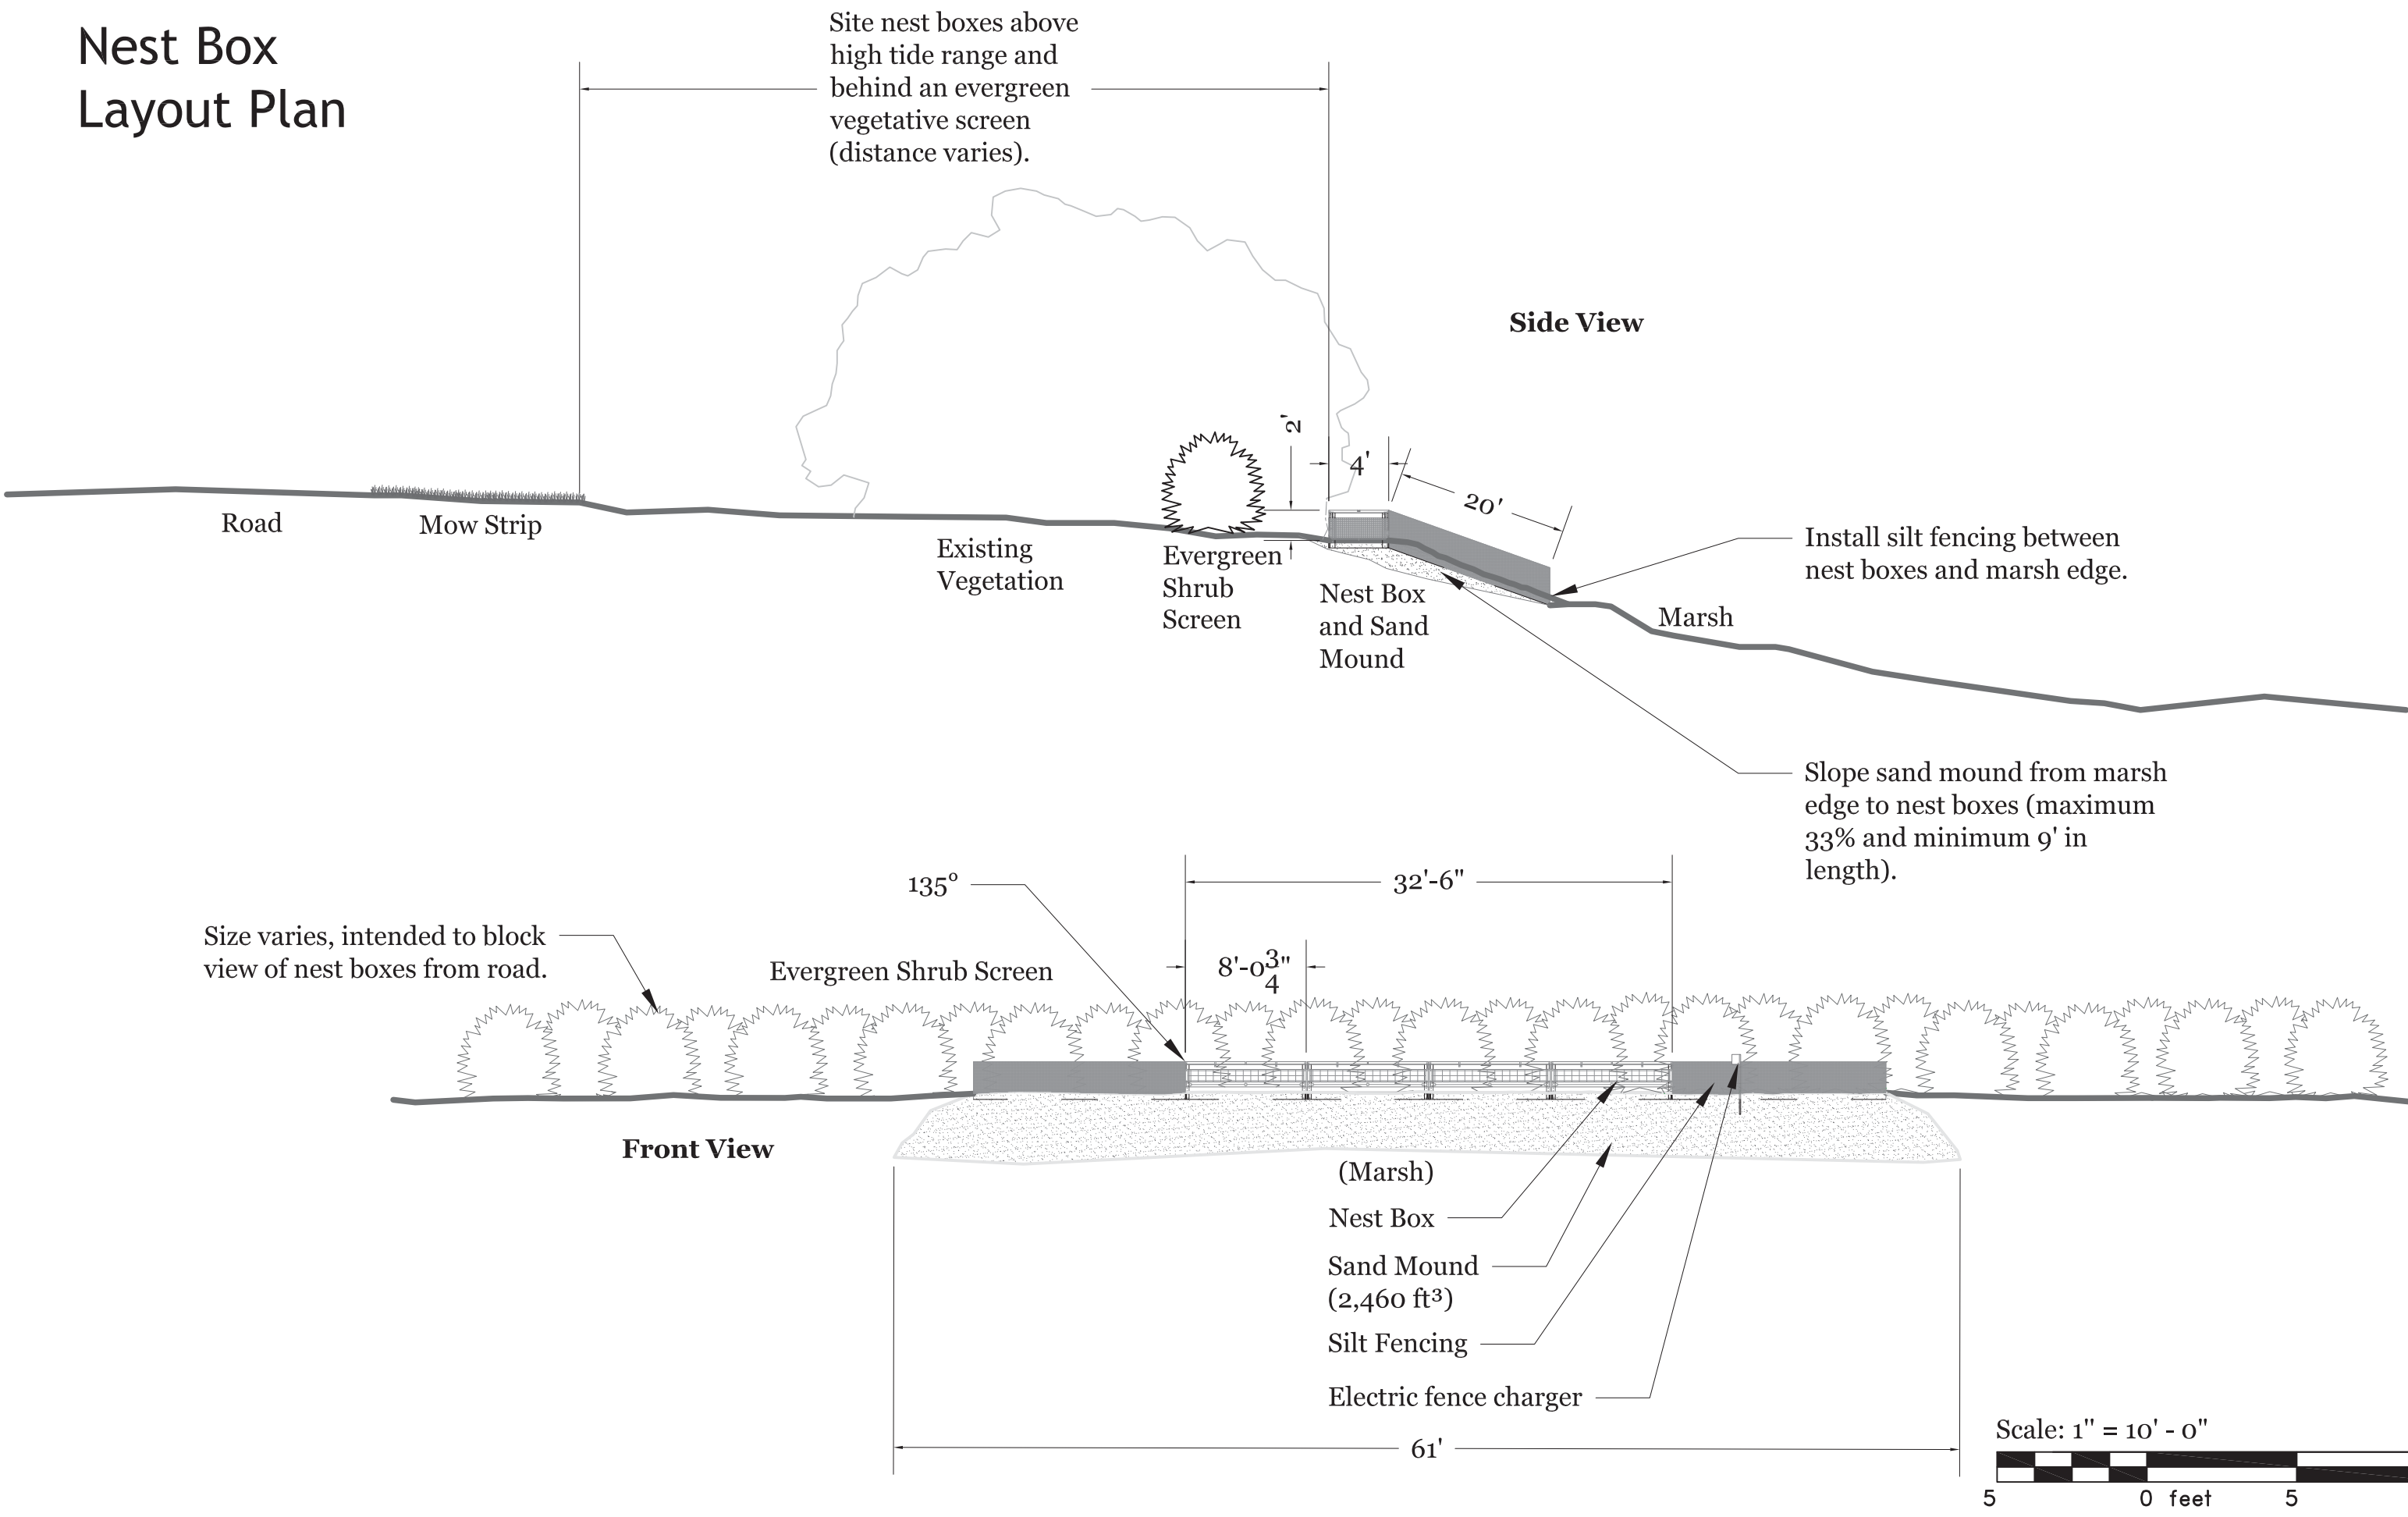 Nest Box
Layout Plan
Site nest boxes above
high tide range and
behind an evergreen
vegetative screen
(distance varies).
Side View
2'
4'
20'
Road
Mow Strip
Existing
Vegetation
Evergreen
Shrub
Screen
Nest Box
and Sand
Mound
Install silt fencing between
nest boxes and marsh edge.
Marsh
Slope sand mound from marsh
edge to nest boxes (maximum
33% and minimum 9' in
length).
135°
32'-6"
Size varies, intended to block
view of nest boxes from road.
Evergreen Shrub Screen
8'-0 3/4"
Front View
(Marsh)
Nest Box
Sand Mound
(2,460 ft³)
Silt Fencing
Electric fence charger
61'
Scale: 1" = 10' - 0"
5 0 feet 5